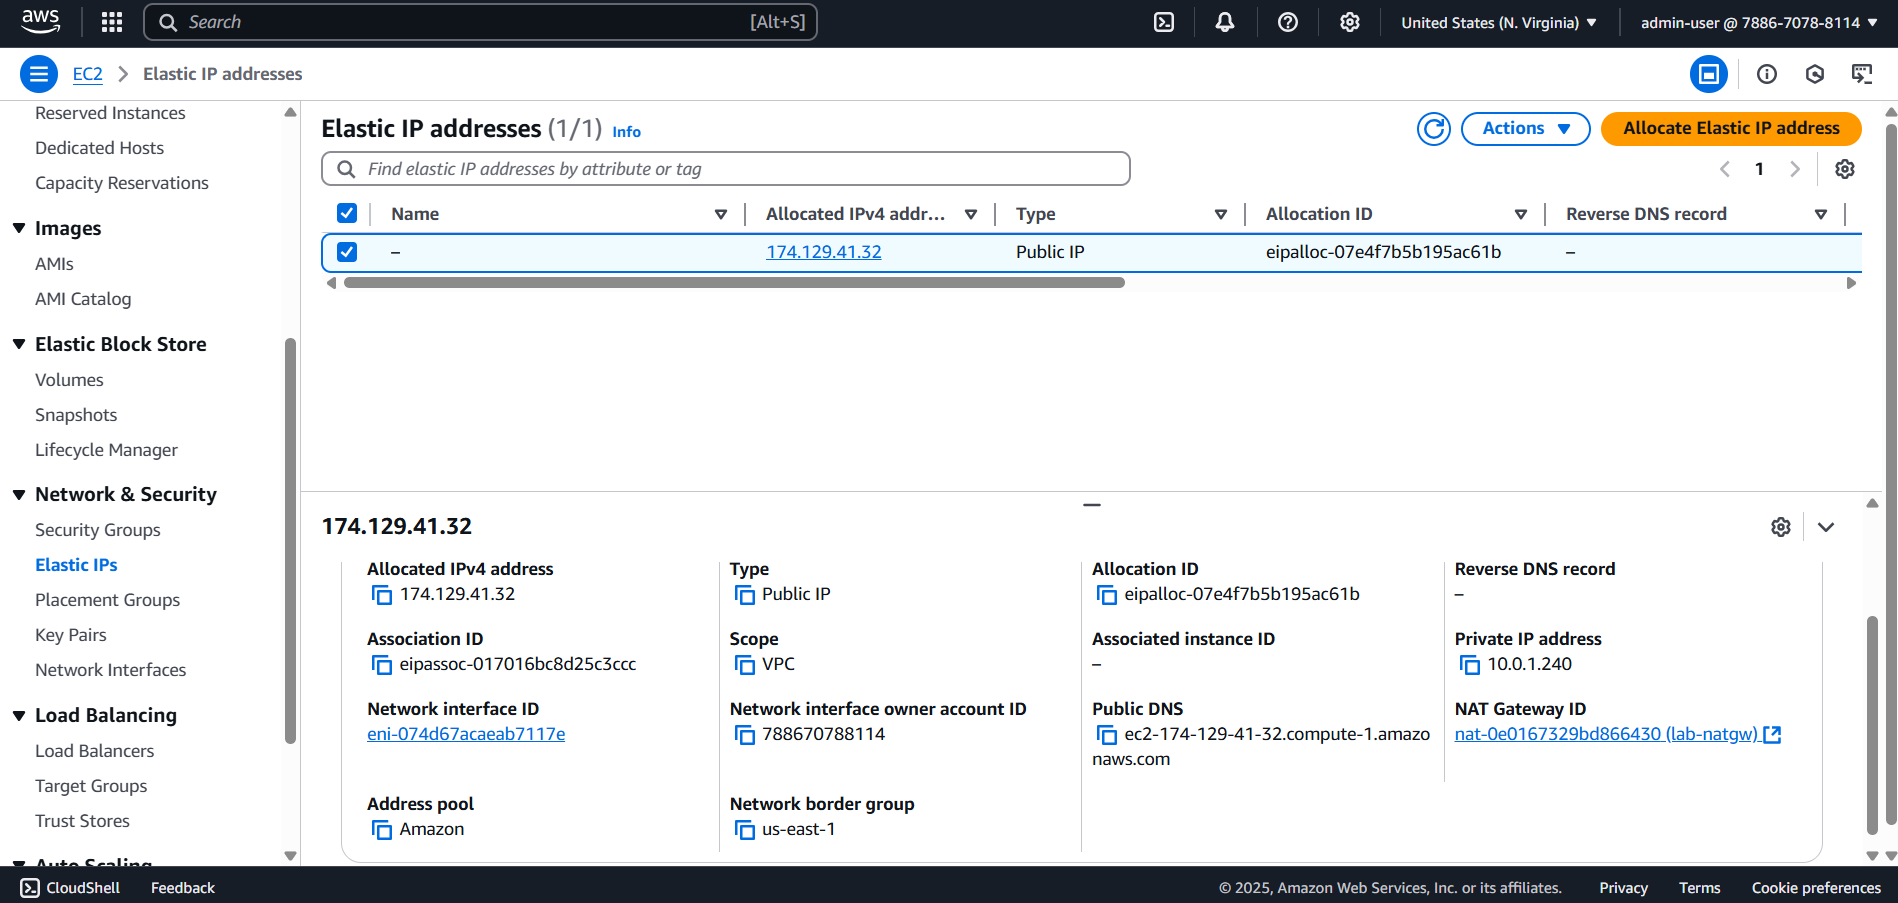 aws
Search [Alt+S]
United States (N. Virginia)
admin-user @ 7886-7078-8114
EC2 > Elastic IP addresses
Reserved Instances
Dedicated Hosts
Capacity Reservations
Images
AMIs
AMI Catalog
Elastic Block Store
Volumes
Snapshots
Lifecycle Manager
Network & Security
Security Groups
Elastic IPs
Placement Groups
Key Pairs
Network Interfaces
Load Balancing
Load Balancers
Target Groups
Trust Stores
Auto Scaling
Elastic IP addresses (1/1) Info
Actions
Allocate Elastic IP address
Find elastic IP addresses by attribute or tag
1
Name Allocated IPv4 addr... Type Allocation ID Reverse DNS record
– 174.129.41.32 Public IP eipalloc-07e4f7b5b195ac61b –
174.129.41.32
Allocated IPv4 address
174.129.41.32
Type
Public IP
Allocation ID
eipalloc-07e4f7b5b195ac61b
Reverse DNS record
–
Association ID
eipassoc-017016bc8d25c3ccc
Scope
VPC
Associated instance ID
–
Private IP address
10.0.1.240
Network interface ID
eni-074d67acaeab7117e
Network interface owner account ID
788670788114
Public DNS
ec2-174-129-41-32.compute-1.amazo
naws.com
NAT Gateway ID
nat-0e0167329bd866430 (lab-natgw)
Address pool
Amazon
Network border group
us-east-1
CloudShell Feedback
© 2025, Amazon Web Services, Inc. or its affiliates. Privacy Terms Cookie preferences